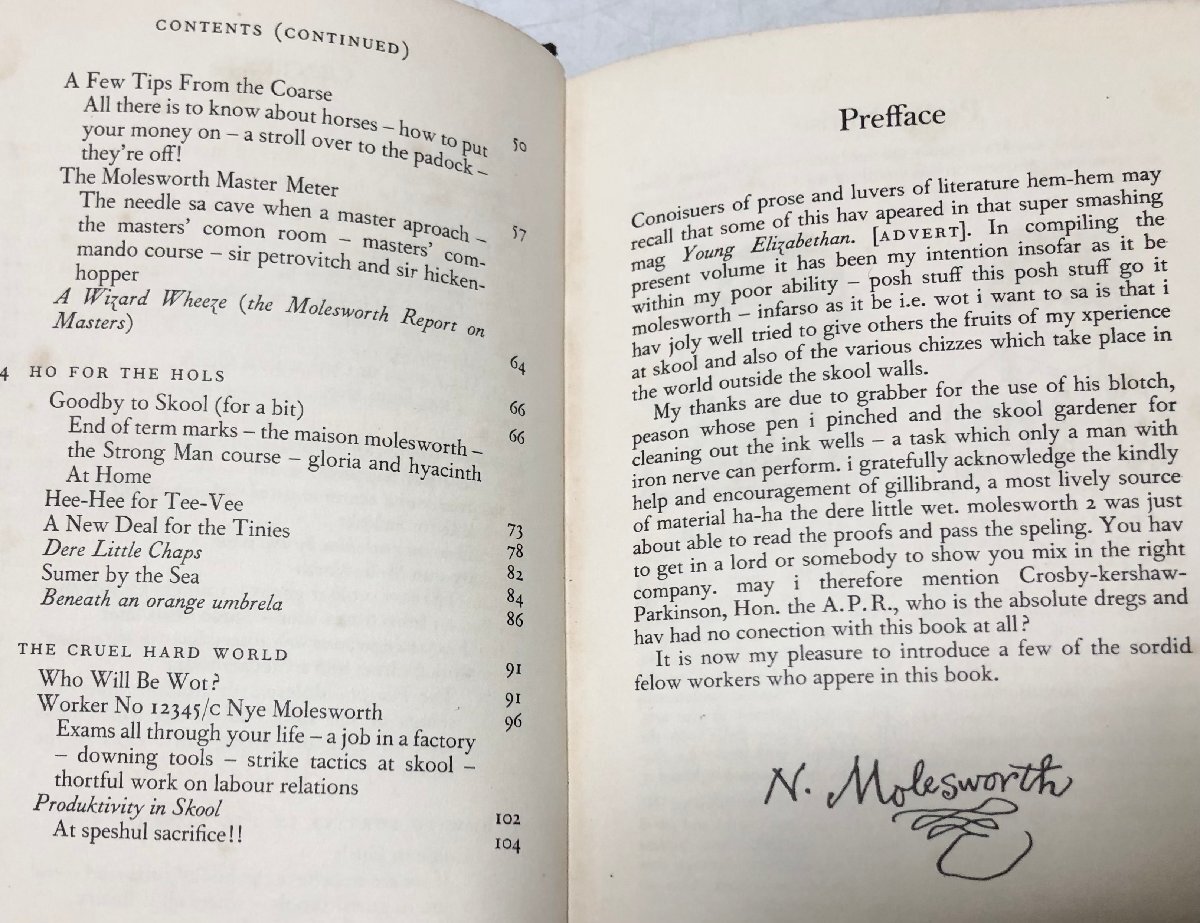 CONTENTS (CONTINUED)
A Few Tips From the Coarse
All there is to know about horses – how to put
your money on – a stroll over to the padock –
they're off! 50
The Molesworth Master Meter
The needle sa cave when a master aproach – 57
the masters' comon room – masters' com-
mando course – sir petrovitch and sir hicken-
hopper
A Wizard Wheeze (the Molesworth Report on
Masters) 64
4 HO FOR THE HOLS 66
Goodby to Skool (for a bit) 66
End of term marks – the maison molesworth –
the Strong Man course – gloria and hyacinth
At Home
Hee-Hee for Tee-Vee 73
A New Deal for the Tinies 78
Dere Little Chaps 82
Sumer by the Sea 84
Beneath an orange umbrela 86
THE CRUEL HARD WORLD 91
Who Will Be Wot? 91
Worker No 12345/C Nye Molesworth 96
Exams all through your life – a job in a factory
– downing tools – strike tactics at skool –
thortful work on labour relations
Produktivity in Skool 102
At speshul sacrifice!! 104
Prefface
Conoisuers of prose and luvers of literature hem-hem may
recall that some of this hav apeared in that super smashing
mag Young Elizabethan. [ADVERT]. In compiling the
present volume it has been my intention insofar as it be
within my poor ability – posh stuff this posh stuff go it
molesworth – infarso as it be i.e. wot i want to sa is that i
hav joly well tried to give others the fruits of my xperience
at skool and also of the various chizzes which take place in
the world outside the skool walls.
My thanks are due to grabber for the use of his blotch,
peason whose pen i pinched and the skool gardener for
cleaning out the ink wells – a task which only a man with
iron nerve can perform. i gratefully acknowledge the kindly
help and encouragement of gillibrand, a most lively source
of material ha-ha the dere little wet. molesworth 2 was just
about able to read the proofs and pass the speling. You hav
to get in a lord or somebody to show you mix in the right
company. may i therefore mention Crosby-kershaw-
Parkinson, Hon. the A.P.R., who is the absolute dregs and
hav had no conection with this book at all?
It is now my pleasure to introduce a few of the sordid
felow workers who appere in this book.
N. Molesworth